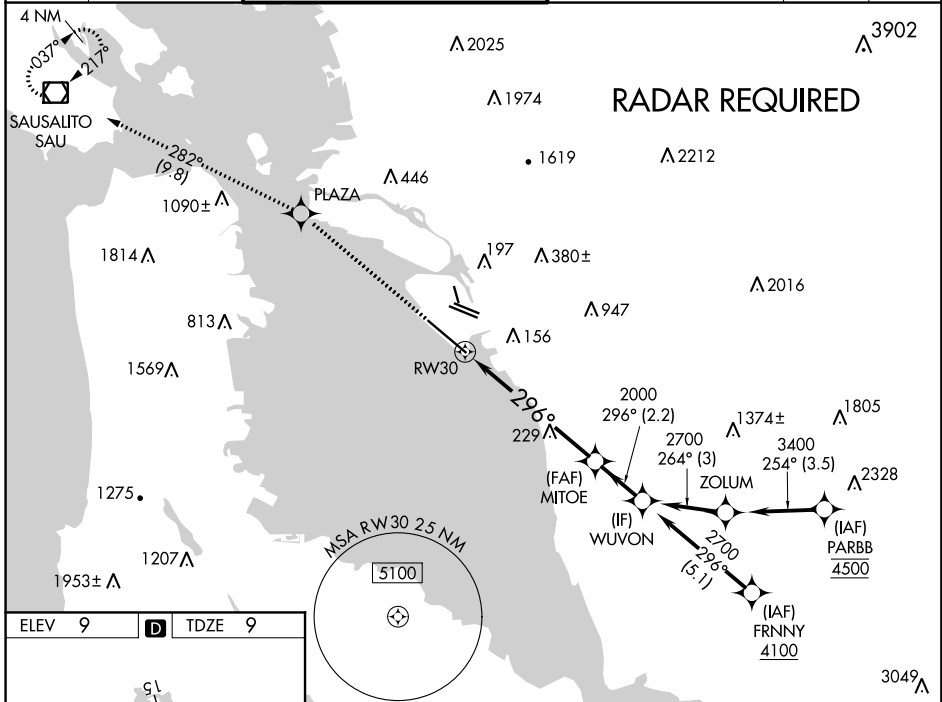 4 NM
037°
217°
SAUSALITO
SAU
2025
3902
1974
RADAR REQUIRED
1619
2212
282°
(9.8)
446
PLAZA
1090±
197
380±
1814
2016
947
813
156
RW30
1569
2000
296° (2.2)
296°
229
1374±
1805
2700
264° (3)
3400
254° (3.5)
ZOLUM
2328
(FAF)
MITOE
(IF)
WUVON
(IAF)
PARBB
4500
1275
2700
296°
(5.1)
MSA RW30 25 NM
5100
1207
1953±
(IAF)
FRNNY
4100
ELEV 9
D
TDZE 9
15
3049